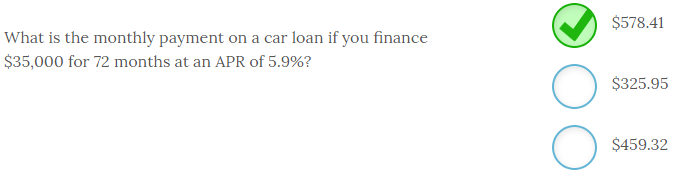 What is the monthly payment on a car loan if you finance
$35,000 for 72 months at an APR of 5.9%?
$578.41
$325.95
$459.32